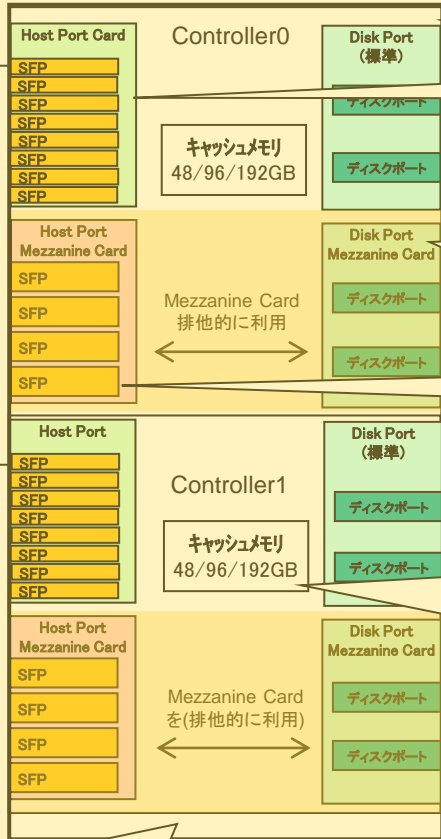 Host Port Card
Controller0
Disk Port
(標準)
SFP
SFP
SFP
SFP
SFP
SFP
SFP
SFP
ディスクポート
ディスクポート
キャッシュメモリ
48/96/192GB
Host Port
Mezzanine Card
Disk Port
Mezzanine Card
SFP
SFP
SFP
SFP
Mezzanine Card
排他的に利用
ディスクポート
ディスクポート
Host Port
Controller1
Disk Port
(標準)
SFP
SFP
SFP
SFP
SFP
SFP
SFP
SFP
ディスクポート
ディスクポート
キャッシュメモリ
48/96/192GB
Host Port
Mezzanine Card
Disk Port
Mezzanine Card
SFP
SFP
SFP
SFP
Mezzanine Card
を(排他的に利用)
ディスクポート
ディスクポート